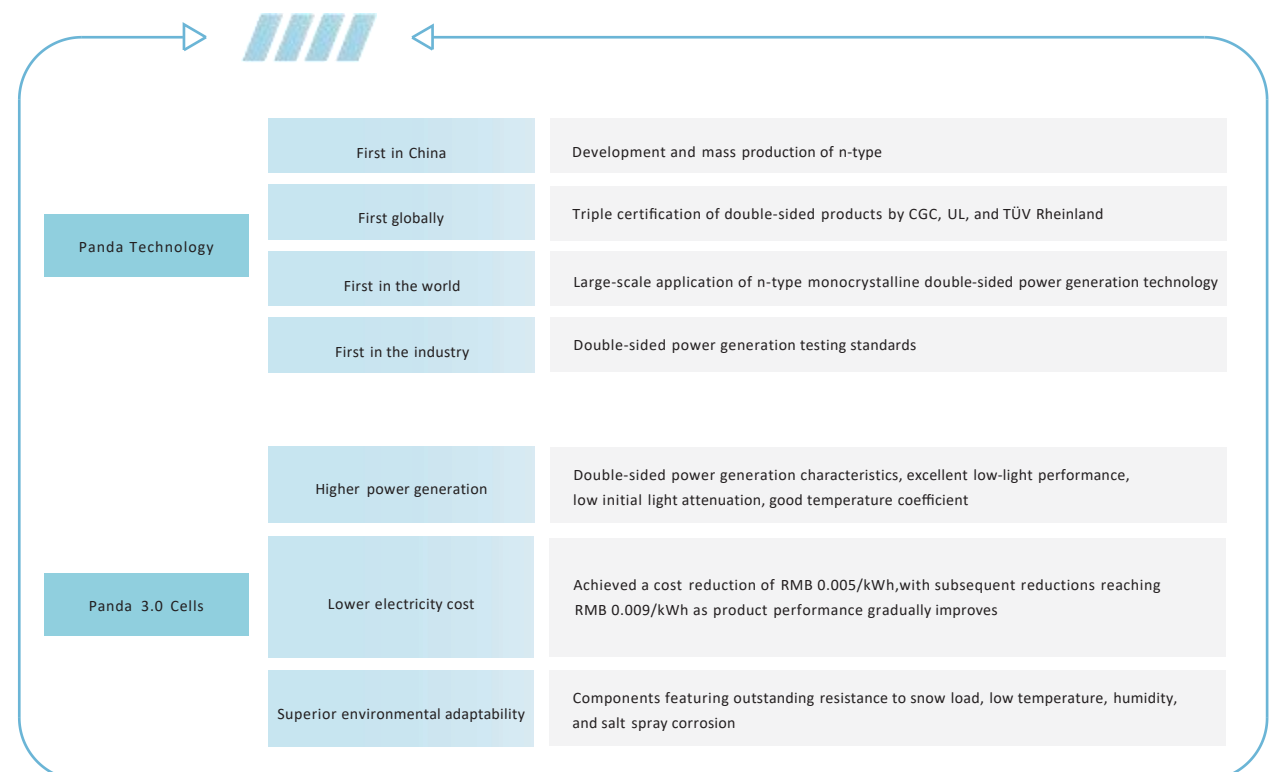 Panda Technology
First in China
Development and mass production of n-type
First globally
Triple certification of double-sided products by CGC, UL, and TÜV Rheinland
First in the world
Large-scale application of n-type monocrystalline double-sided power generation technology
First in the industry
Double-sided power generation testing standards
Panda 3.0 Cells
Higher power generation
Double-sided power generation characteristics, excellent low-light performance,
low initial light attenuation, good temperature coefficient
Lower electricity cost
Achieved a cost reduction of RMB 0.005/kWh,with subsequent reductions reaching
RMB 0.009/kWh as product performance gradually improves
Superior environmental adaptability
Components featuring outstanding resistance to snow load, low temperature, humidity,
and salt spray corrosion